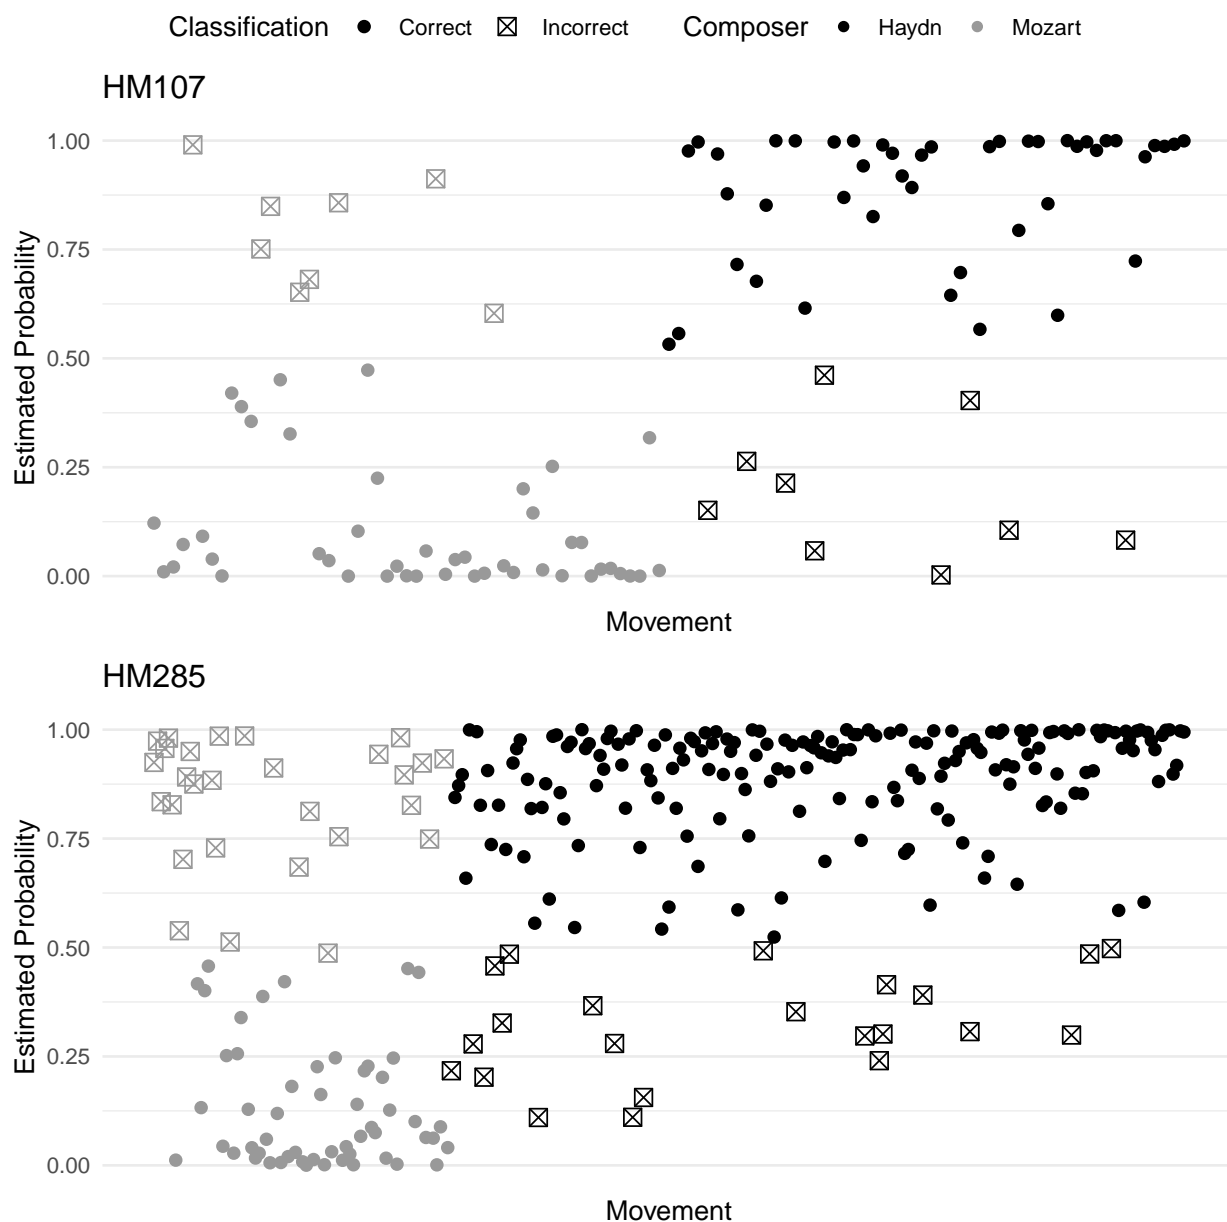 Classification Correct Incorrect Composer Haydn Mozart
HM107
1.00
0.75
0.50
0.25
0.00
Estimated Probability
Movement
HM285
1.00
0.75
0.50
0.25
0.00
Estimated Probability
Movement